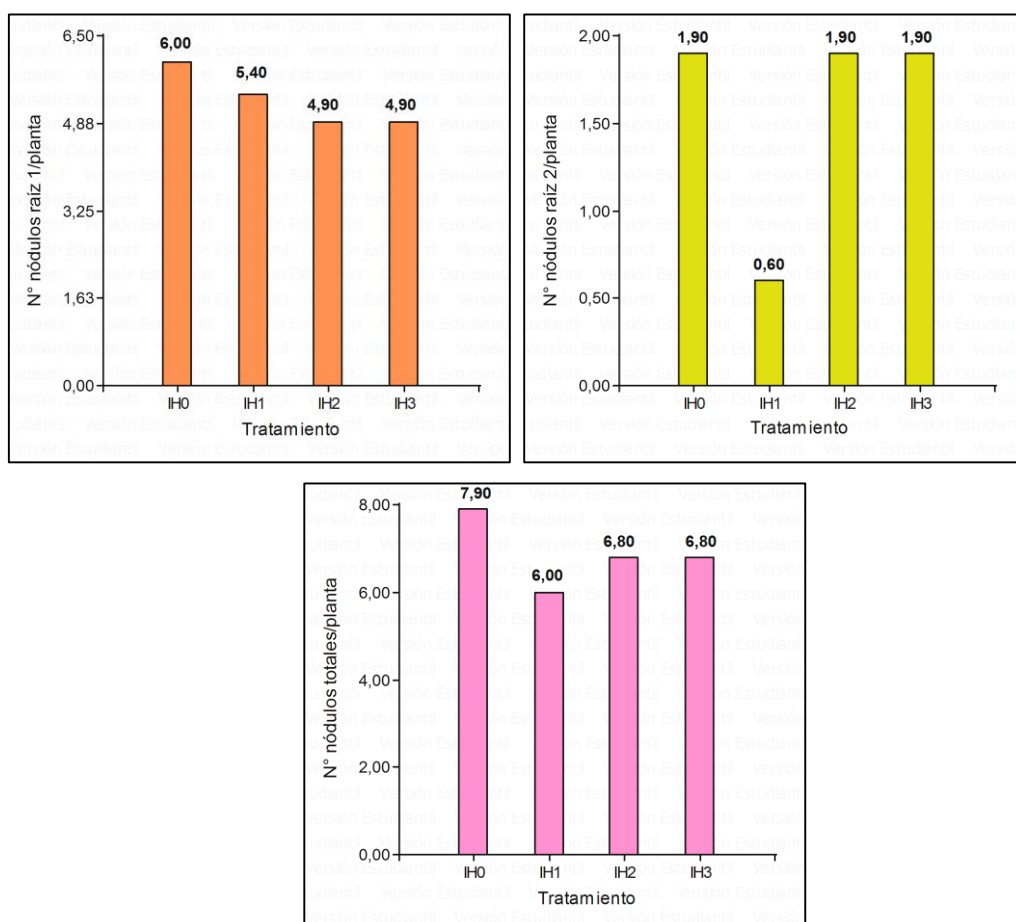 6,50
6,00
5,40
4,88
4,90
4,90
3,25
1,63
0,00
N° nódulos raíz 1/planta
IH0
IH1
IH2
IH3
Tratamiento
2,00
1,90
1,90
1,90
1,50
1,00
0,60
0,50
0,00
N° nódulos raíz 2/planta
IH0
IH1
IH2
IH3
Tratamiento
8,00
7,90
6,80
6,80
6,00
6,00
4,00
2,00
0,00
N° nódulos totales/planta
IH0
IH1
IH2
IH3
Tratamiento
Versión Estudiantil